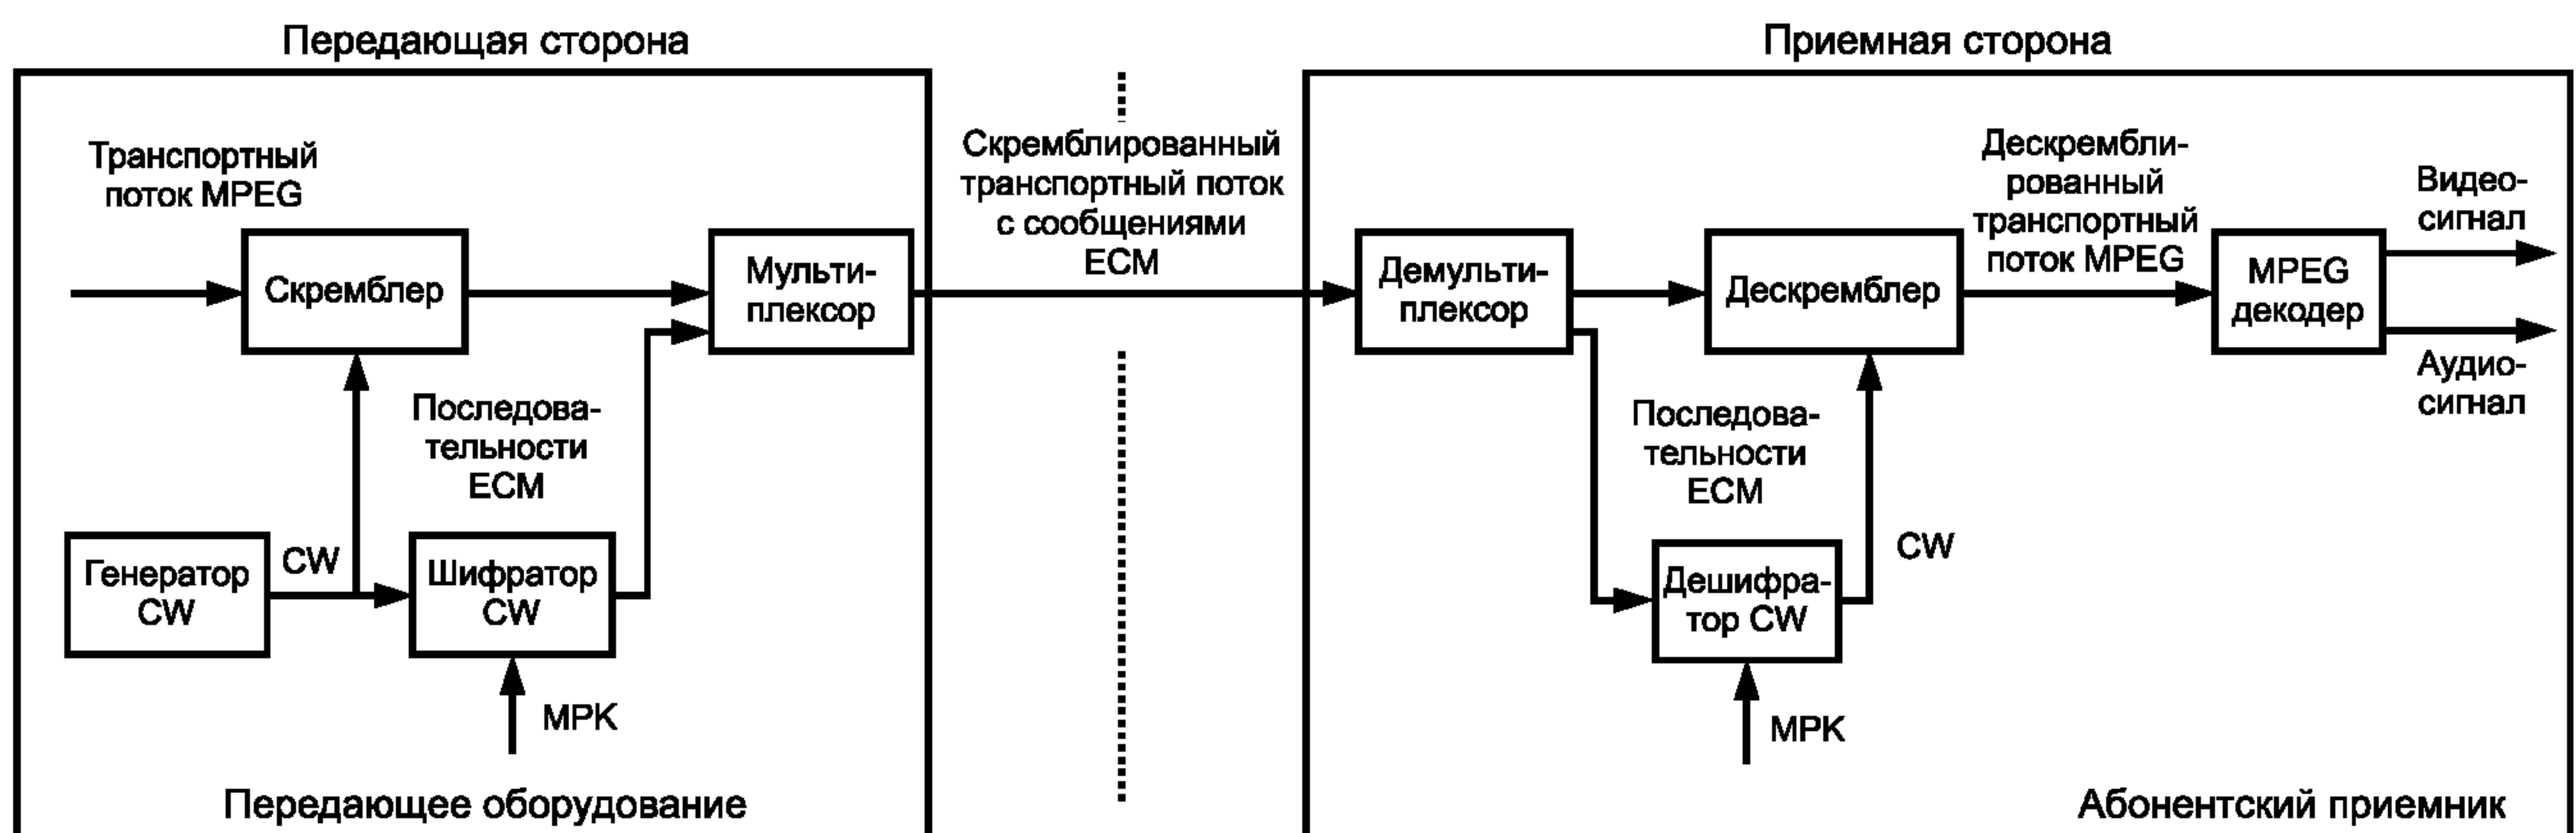 Передающая сторона
Приемная сторона
Транспортный
поток MPEG
Скремблер
Мульти-
плексор
Генератор
CW
CW
Последова-
тельности
ECM
Шифратор
CW
MPK
Передающее оборудование
Скремблированный
транспортный поток
с сообщениями
ECM
Демульти-
плексор
Дескремблер
Дескрембли-
рованный
транспортный
поток MPEG
MPEG
декодер
Видео-
сигнал
Аудио-
сигнал
Последова-
тельности
ECM
Дешифра-
тор CW
CW
MPK
Абонентский приемник